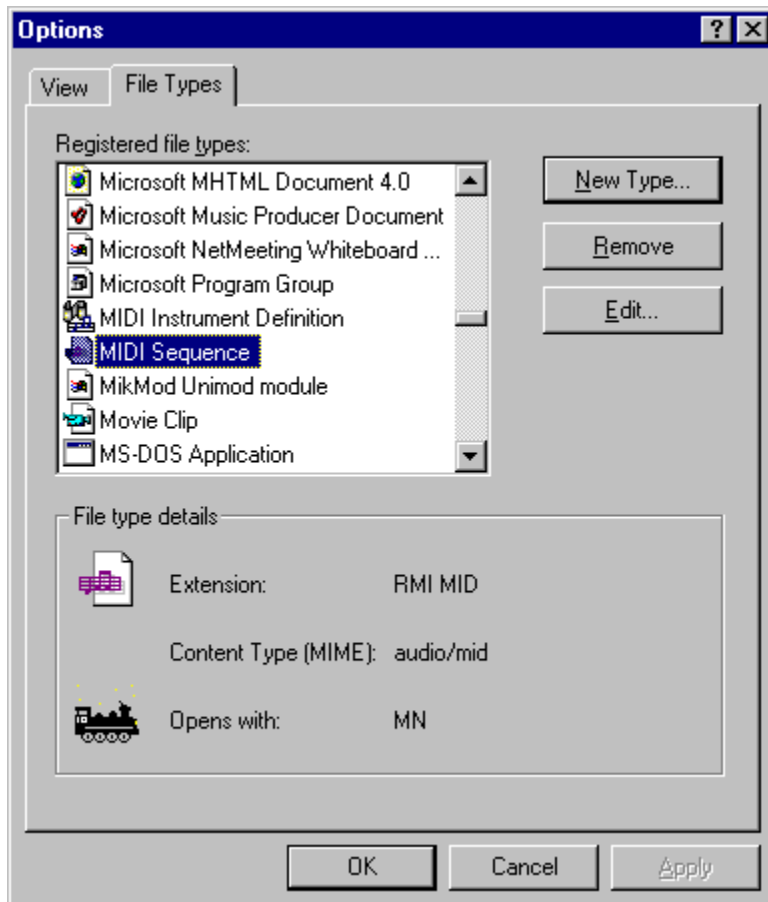 Options
View
File Types
Registered file types:
Microsoft MHTML Document 4.0
Microsoft Music Producer Document
Microsoft NetMeeting Whiteboard ...
Microsoft Program Group
MIDI Instrument Definition
MIDI Sequence
MikMod Unimod module
Movie Clip
MS-DOS Application
New Type...
Remove
Edit...
File type details
Extension: RMI MID
Content Type (MIME): audio/mid
Opens with: MN
OK
Cancel
Apply